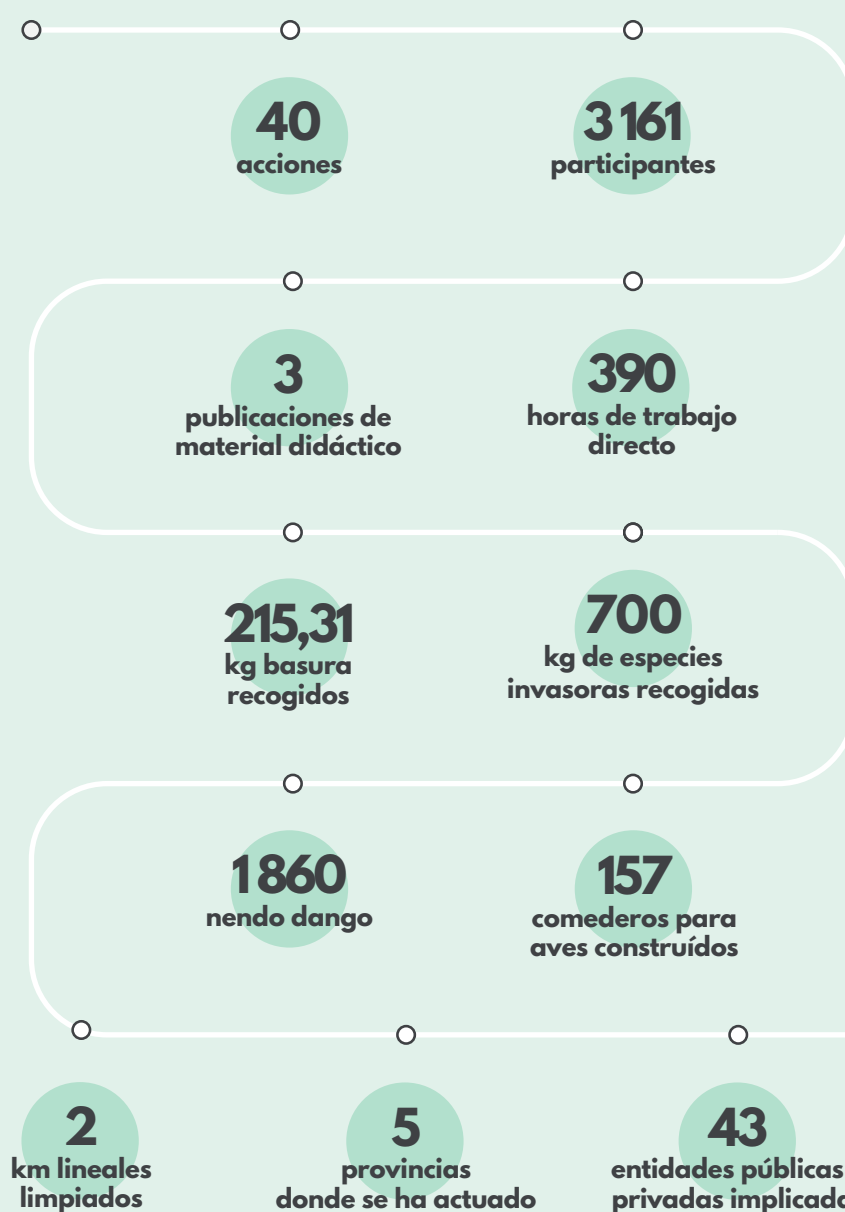 40
acciones
3 161
participantes
3
publicaciones de
material didáctico
390
horas de trabajo
directo
215,31
kg basura
recogidos
700
kg de especies
invasoras recogidas
1 860
nendo dango
157
comederos para
aves construídos
2
km lineales
limpiados
5
provincias
donde se ha actuado
43
entidades públicas
privadas